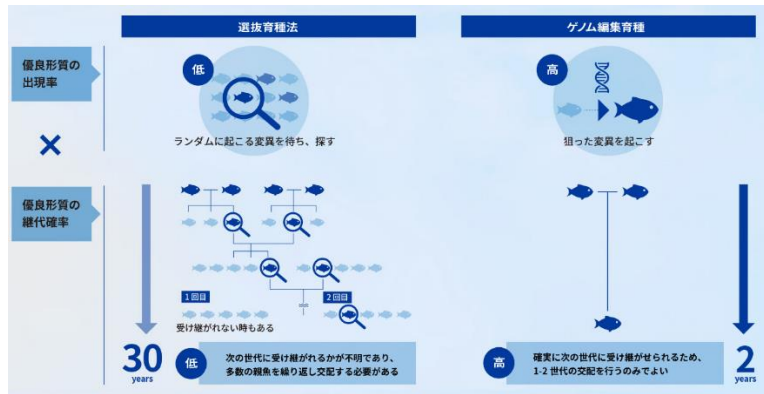 選抜育種法
ゲノム編集育種
優良形質の
出現率
低
ランダムに起こる変異を待ち、探す
高
狙った変異を起こす
×
優良形質の
継代確率
1回目
2回目
受け継がれない時もある
30
years
低
次の世代に受け継がれるかが不明であり、
多数の親魚を繰り返し交配する必要がある
高
確実に次の世代に受け継がせられるため、
1-2 世代の交配を行うのみでよい
2
years